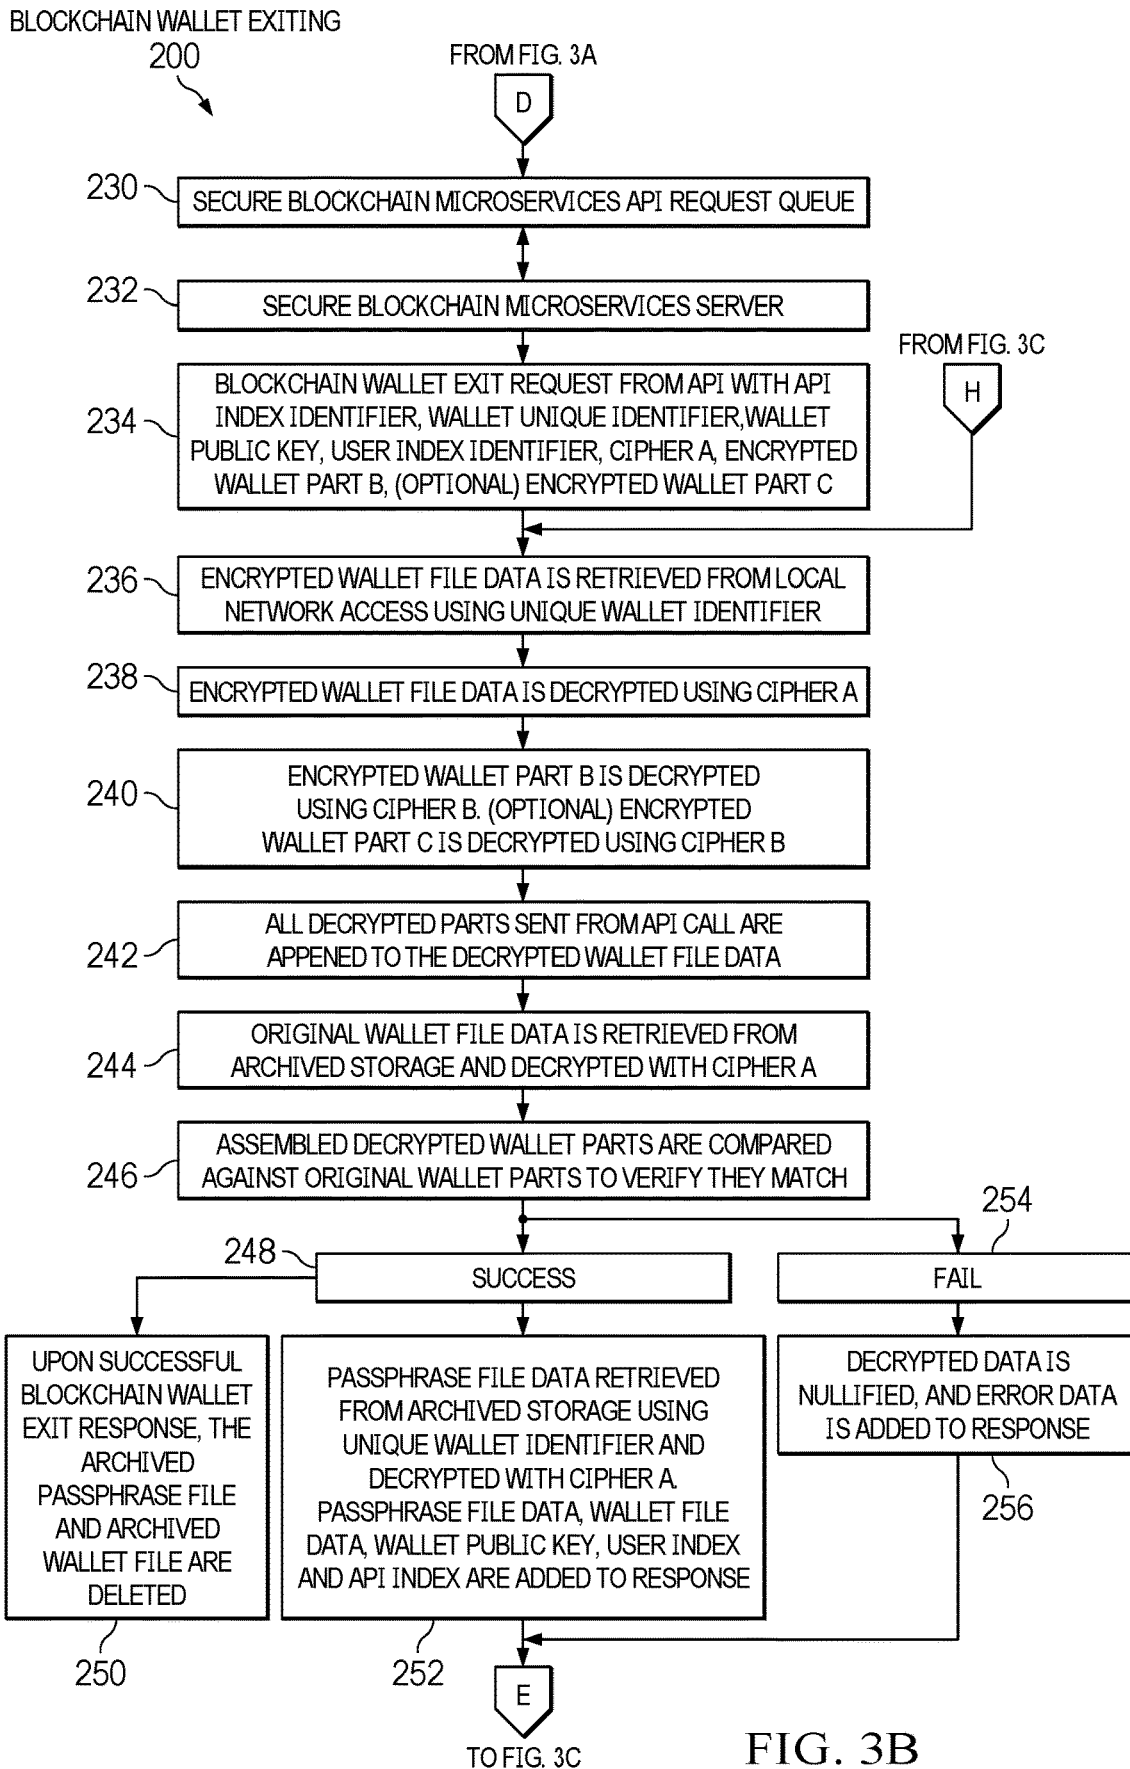 BLOCKCHAIN WALLET EXITING
200
FROM FIG. 3A
D
230
SECURE BLOCKCHAIN MICROSERVICES API REQUEST QUEUE
232
SECURE BLOCKCHAIN MICROSERVICES SERVER
FROM FIG. 3C
H
234
BLOCKCHAIN WALLET EXIT REQUEST FROM API WITH API
INDEX IDENTIFIER, WALLET UNIQUE IDENTIFIER,WALLET
PUBLIC KEY, USER INDEX IDENTIFIER, CIPHER A, ENCRYPTED
WALLET PART B, (OPTIONAL) ENCRYPTED WALLET PART C
236
ENCRYPTED WALLET FILE DATA IS RETRIEVED FROM LOCAL
NETWORK ACCESS USING UNIQUE WALLET IDENTIFIER
238
ENCRYPTED WALLET FILE DATA IS DECRYPTED USING CIPHER A
240
ENCRYPTED WALLET PART B IS DECRYPTED
USING CIPHER B. (OPTIONAL) ENCRYPTED
WALLET PART C IS DECRYPTED USING CIPHER B
242
ALL DECRYPTED PARTS SENT FROM API CALL ARE
APPENED TO THE DECRYPTED WALLET FILE DATA
244
ORIGINAL WALLET FILE DATA IS RETRIEVED FROM
ARCHIVED STORAGE AND DECRYPTED WITH CIPHER A
246
ASSEMBLED DECRYPTED WALLET PARTS ARE COMPARED
AGAINST ORIGINAL WALLET PARTS TO VERIFY THEY MATCH
248
SUCCESS
254
FAIL
UPON SUCCESSFUL
BLOCKCHAIN WALLET
EXIT RESPONSE, THE
ARCHIVED
PASSPHRASE FILE
AND ARCHIVED
WALLET FILE ARE
DELETED
250
PASSPHRASE FILE DATA RETRIEVED
FROM ARCHIVED STORAGE USING
UNIQUE WALLET IDENTIFIER AND
DECRYPTED WITH CIPHER A.
PASSPHRASE FILE DATA, WALLET FILE
DATA, WALLET PUBLIC KEY, USER INDEX
AND API INDEX ARE ADDED TO RESPONSE
252
DECRYPTED DATA IS
NULLIFIED, AND ERROR DATA
IS ADDED TO RESPONSE
256
E
TO FIG. 3C
FIG. 3B